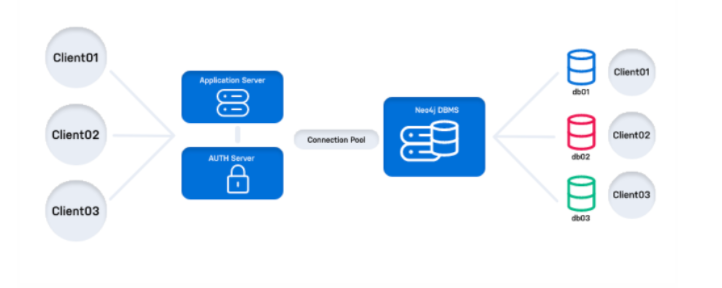 Client01
Client02
Client03
Application Server
AUTH Server
Connection Pool
Neo4j DBMS
db01
Client01
db02
Client02
db03
Client03